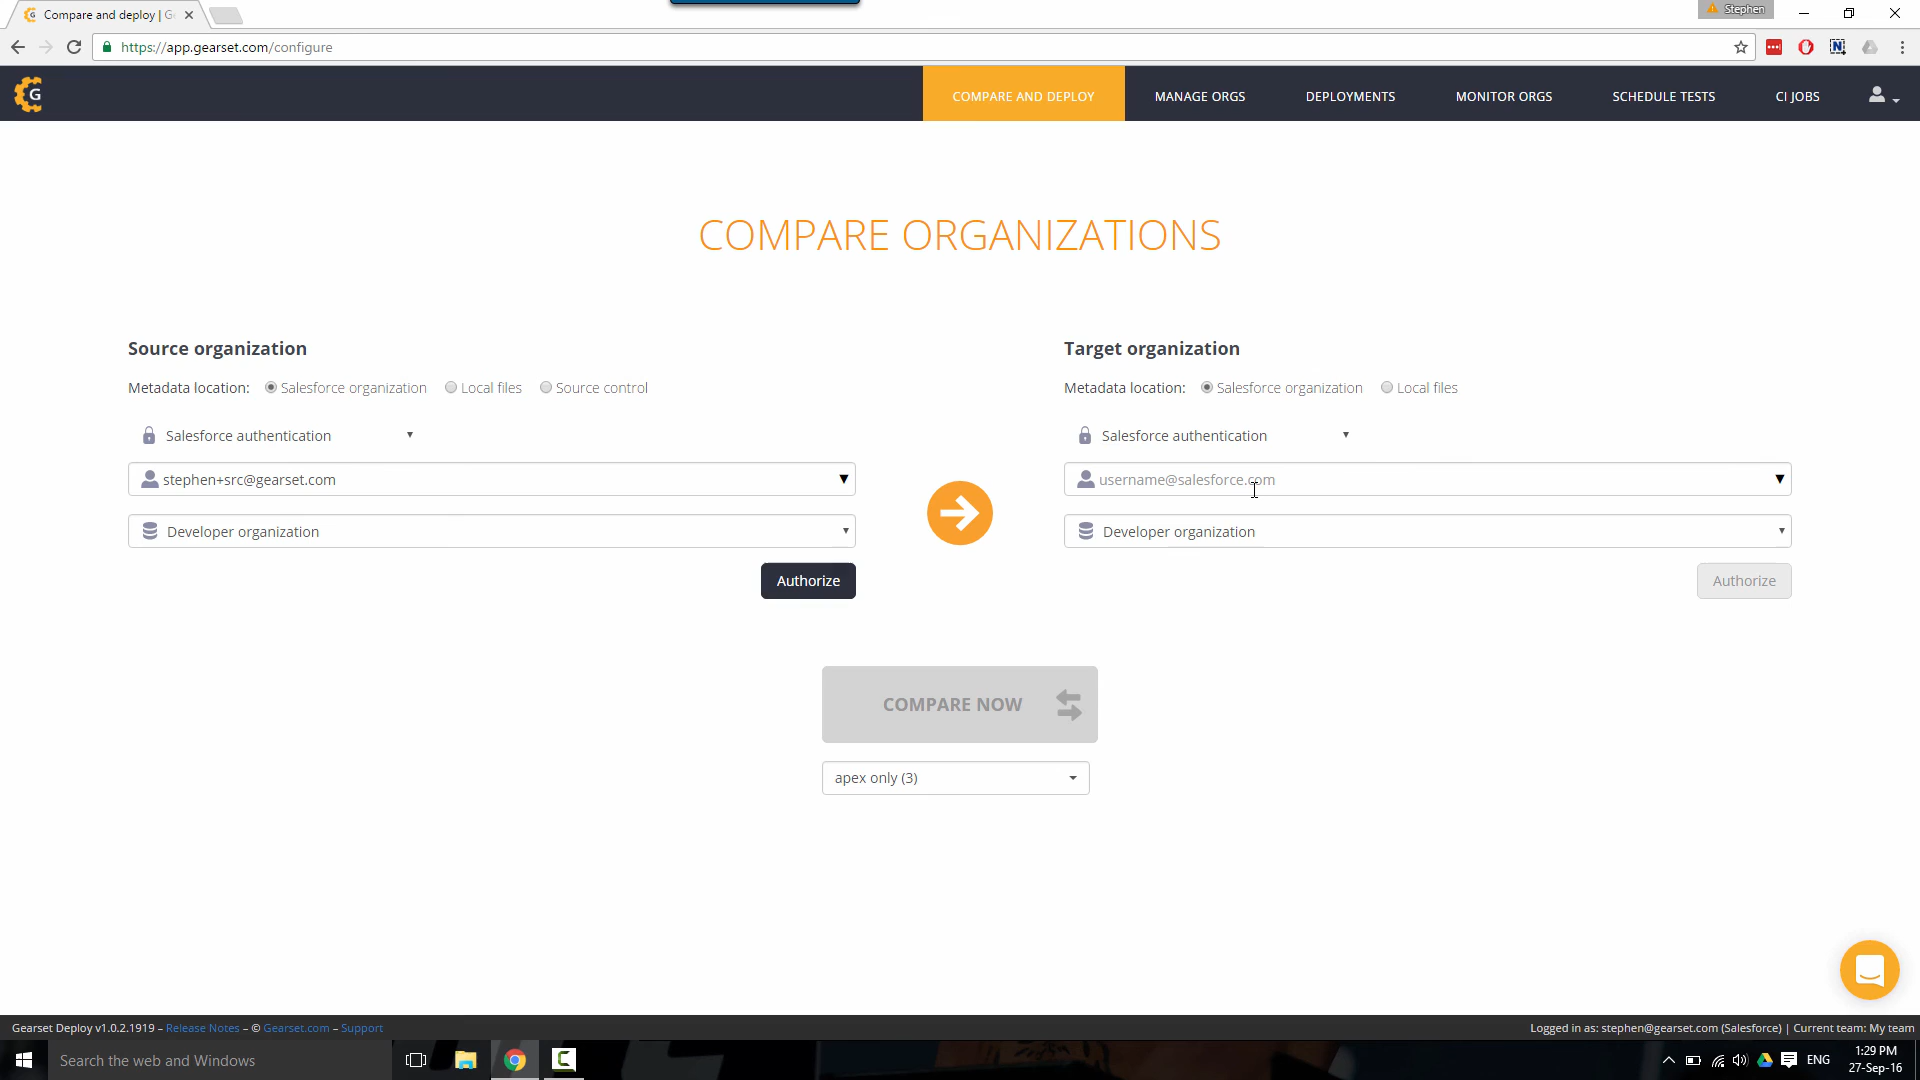 Compare and deploy | G
Stephen
https://app.gearset.com/configure
G
COMPARE AND DEPLOY
MANAGE ORGS
DEPLOYMENTS
MONITOR ORGS
SCHEDULE TESTS
CI JOBS
COMPARE ORGANIZATIONS
Source organization
Metadata location: Salesforce organization Local files Source control
Salesforce authentication
stephen+src@gearset.com
Developer organization
Authorize
Target organization
Metadata location: Salesforce organization Local files
Salesforce authentication
username@salesforce.com
Developer organization
Authorize
COMPARE NOW
apex only (3)
Gearset Deploy v1.0.2.1919 – Release Notes – © Gearset.com – Support
Logged in as: stephen@gearset.com (Salesforce) | Current team: My team
Search the web and Windows
ENG
1:29 PM
27-Sep-16